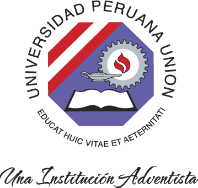 UNIVERSIDAD PERUANA UNION
EDUCAT HUIC VITAE ET AETERNITATI
Una Institución Adventista